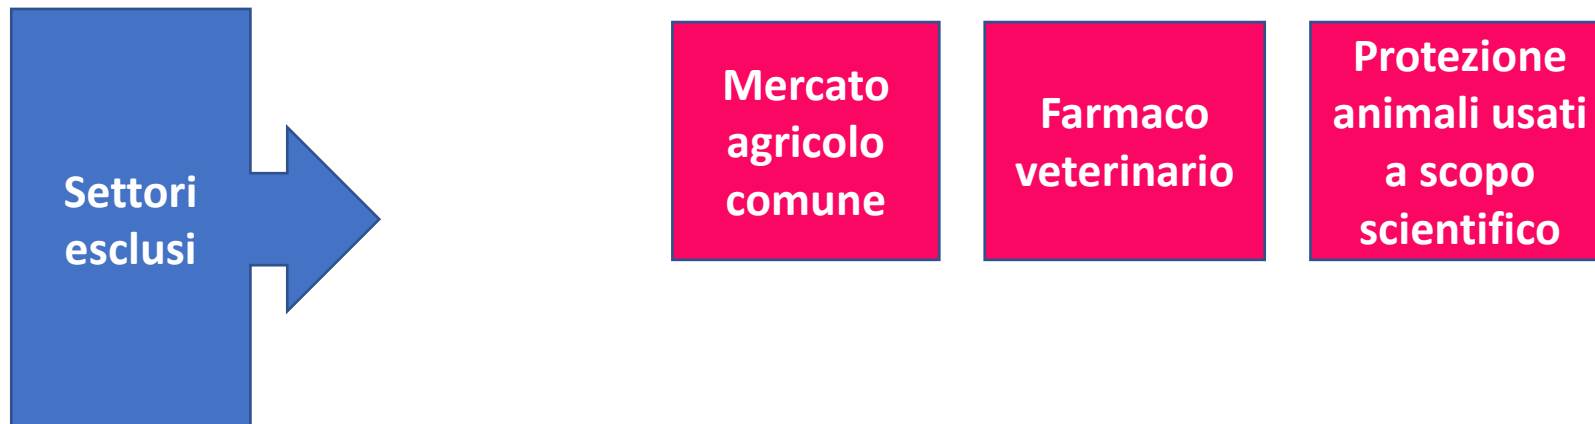 Settori
esclusi
Mercato
agricolo
comune
Farmaco
veterinario
Protezione
animali usati
a scopo
scientifico